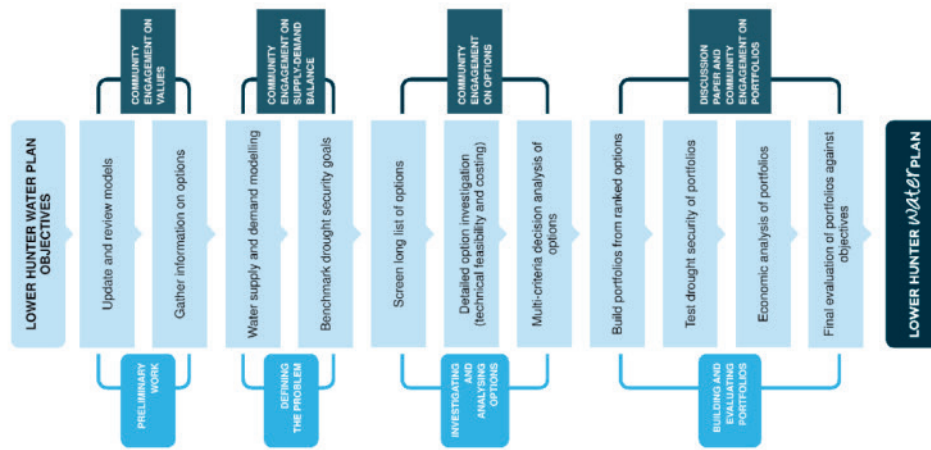 LOWER HUNTER WATER PLAN
OBJECTIVES
PRELIMINARY
WORK
Update and review models
Gather information on options
COMMUNITY
ENGAGEMENT ON
VALUES
DEFINING
THE PROBLEM
Water supply and demand modelling
Benchmark drought security goals
COMMUNITY
ENGAGEMENT ON
SUPPLY-DEMAND
BALANCE
INVESTIGATING
AND
ANALYSING
OPTIONS
Screen long list of options
Detailed option investigation
(technical feasibility and costing)
Multi-criteria decision analysis of
options
COMMUNITY
ENGAGEMENT
ON OPTIONS
BUILDING AND
EVALUATING
PORTFOLIOS
Build portfolios from ranked options
Test drought security of portfolios
Economic analysis of portfolios
Final evaluation of portfolios against
objectives
DISCUSSION
PAPER AND
COMMUNITY
ENGAGEMENT ON
PORTFOLIOS
LOWER HUNTER Water PLAN